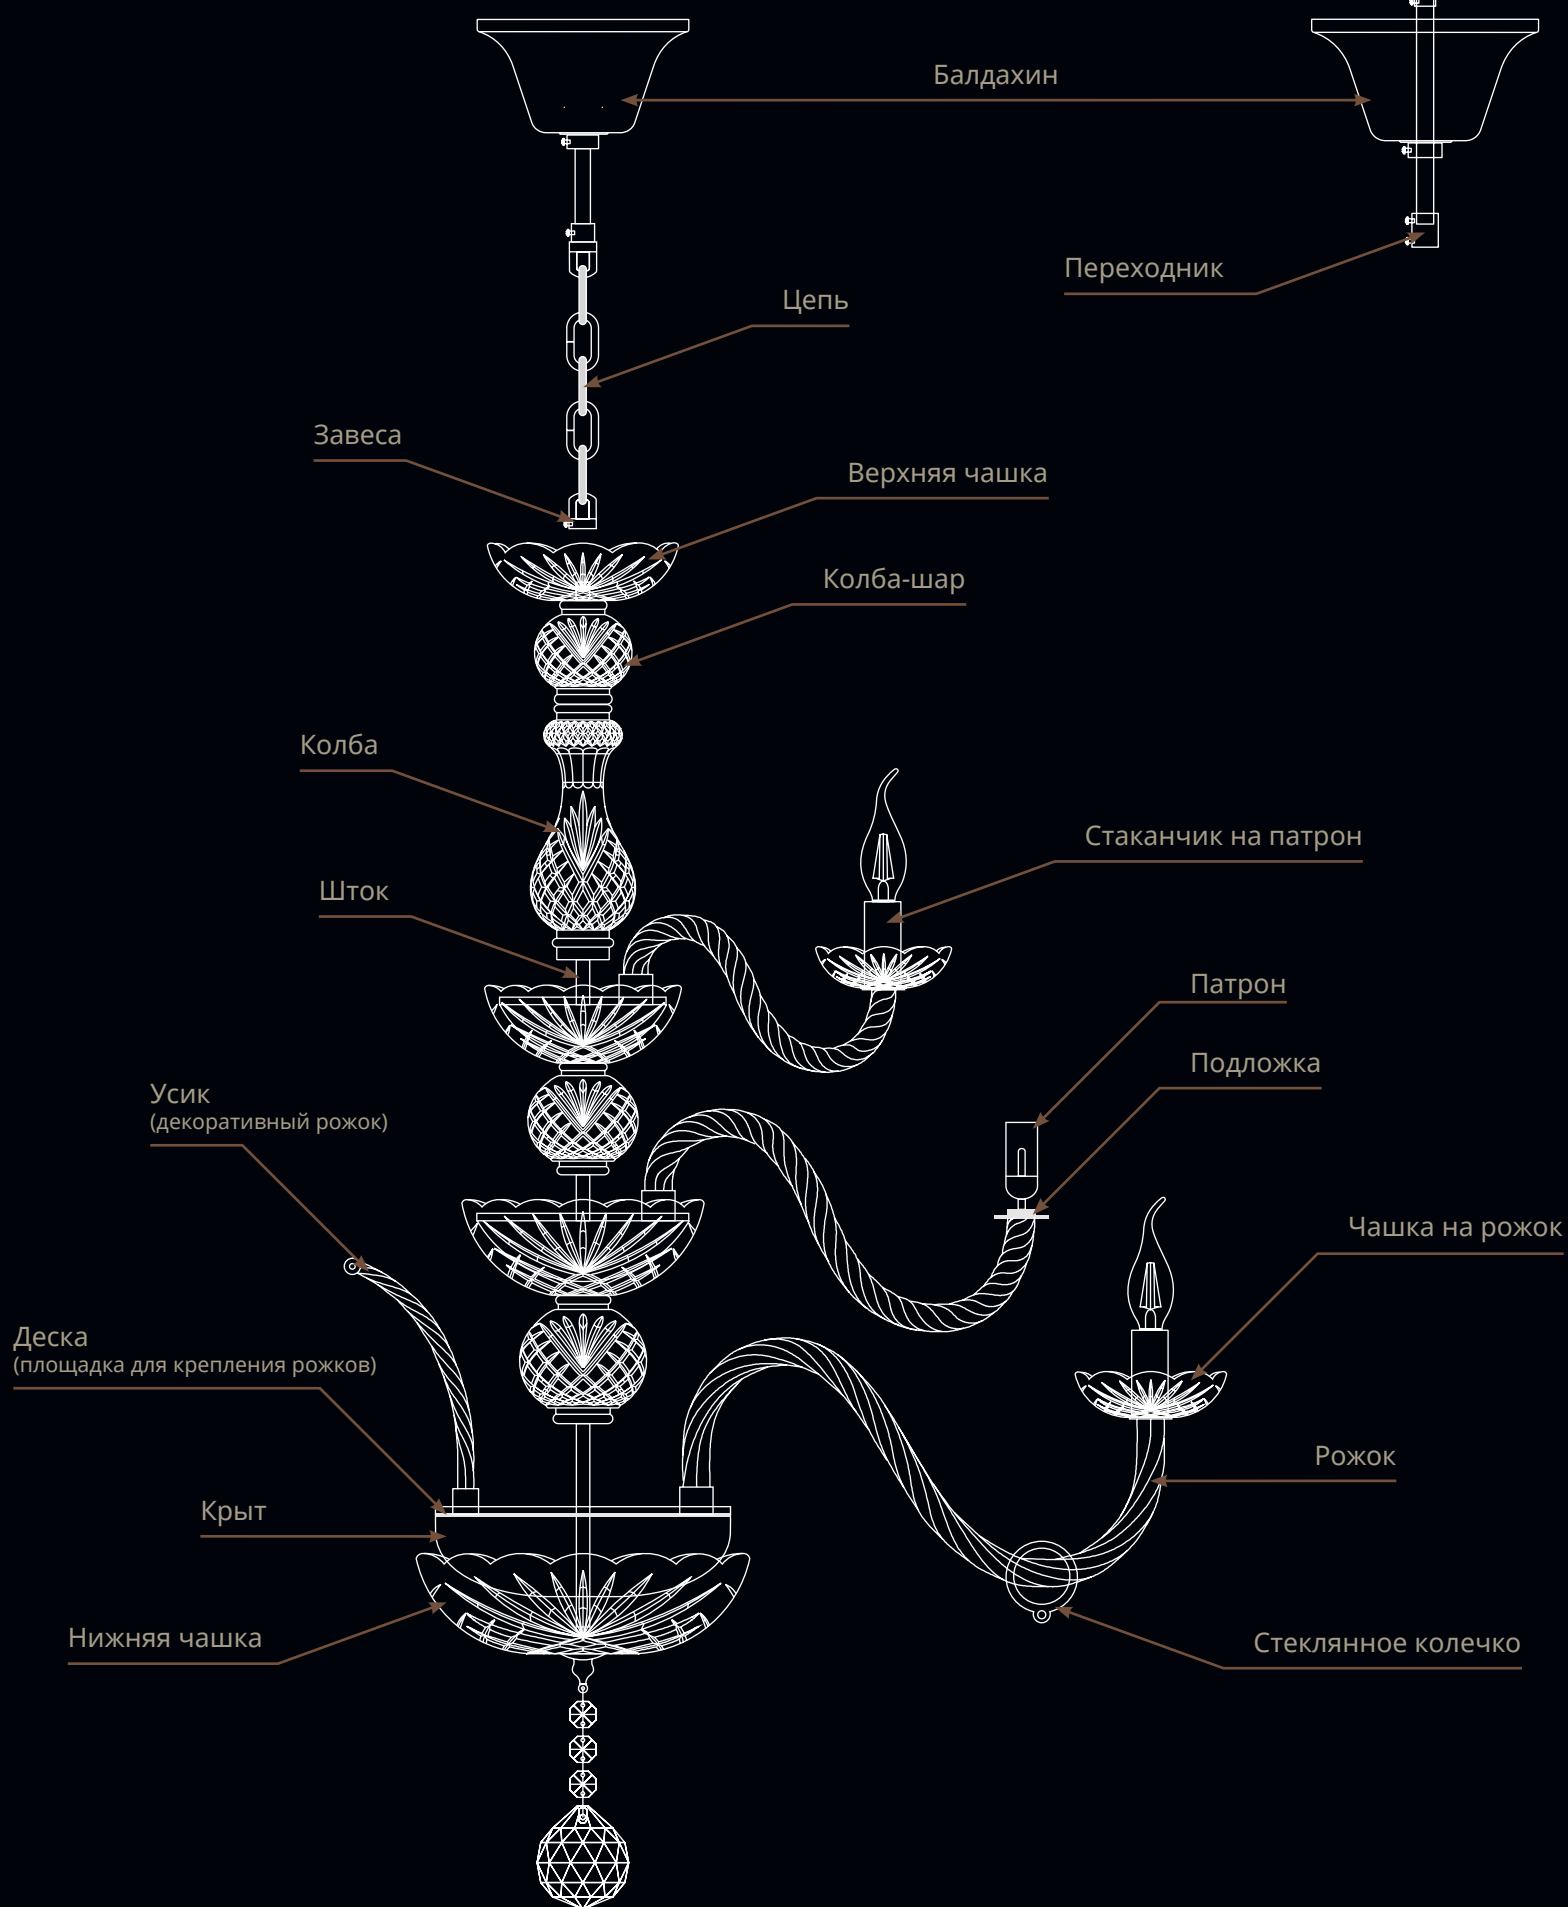 Балдахин
Переходник
Цепь
Завеса
Верхняя чашка
Колба-шар
Колба
Стаканчик на патрон
Шток
Патрон
Подложка
Усик
(декоративный рожок)
Чашка на рожок
Деска
(площадка для крепления рожков)
Рожок
Крыт
Нижняя чашка
Стеклянное колечко